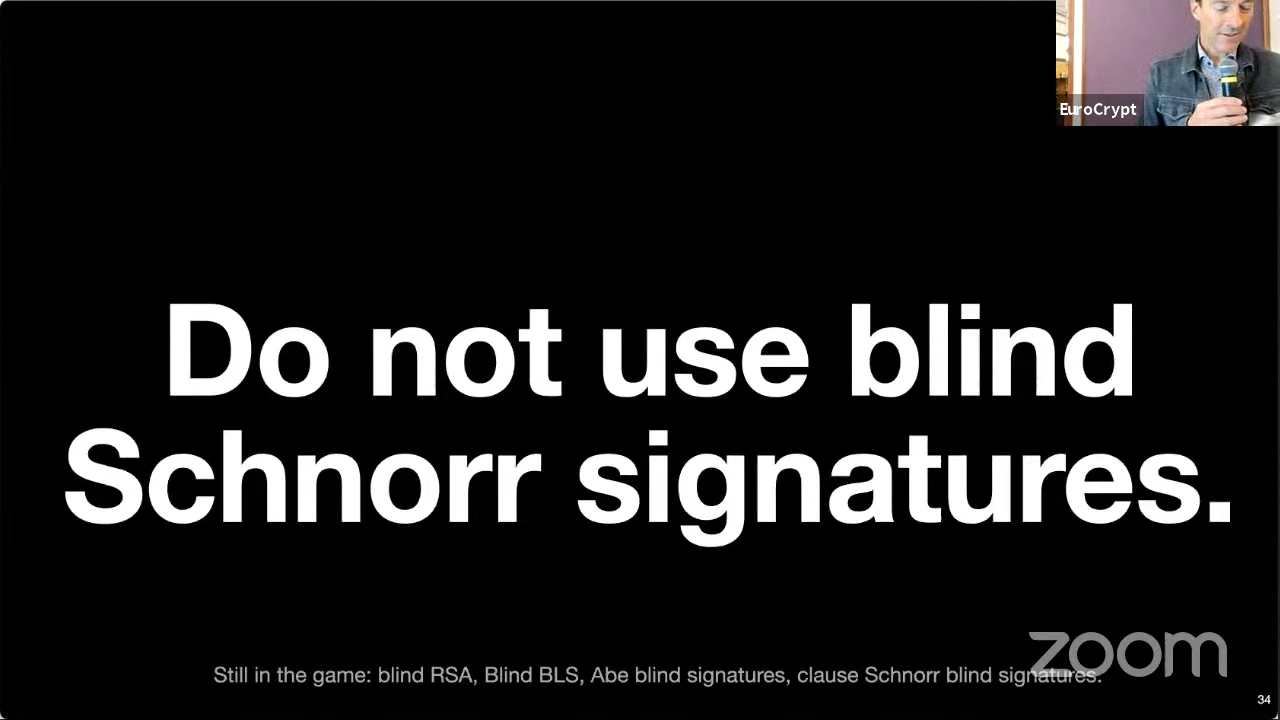 EuroCrypt
Do not use blind
Schnorr signatures.
zoom
Still in the game: blind RSA, Blind BLS, Abe blind signatures, clause Schnorr blind signatures.
34